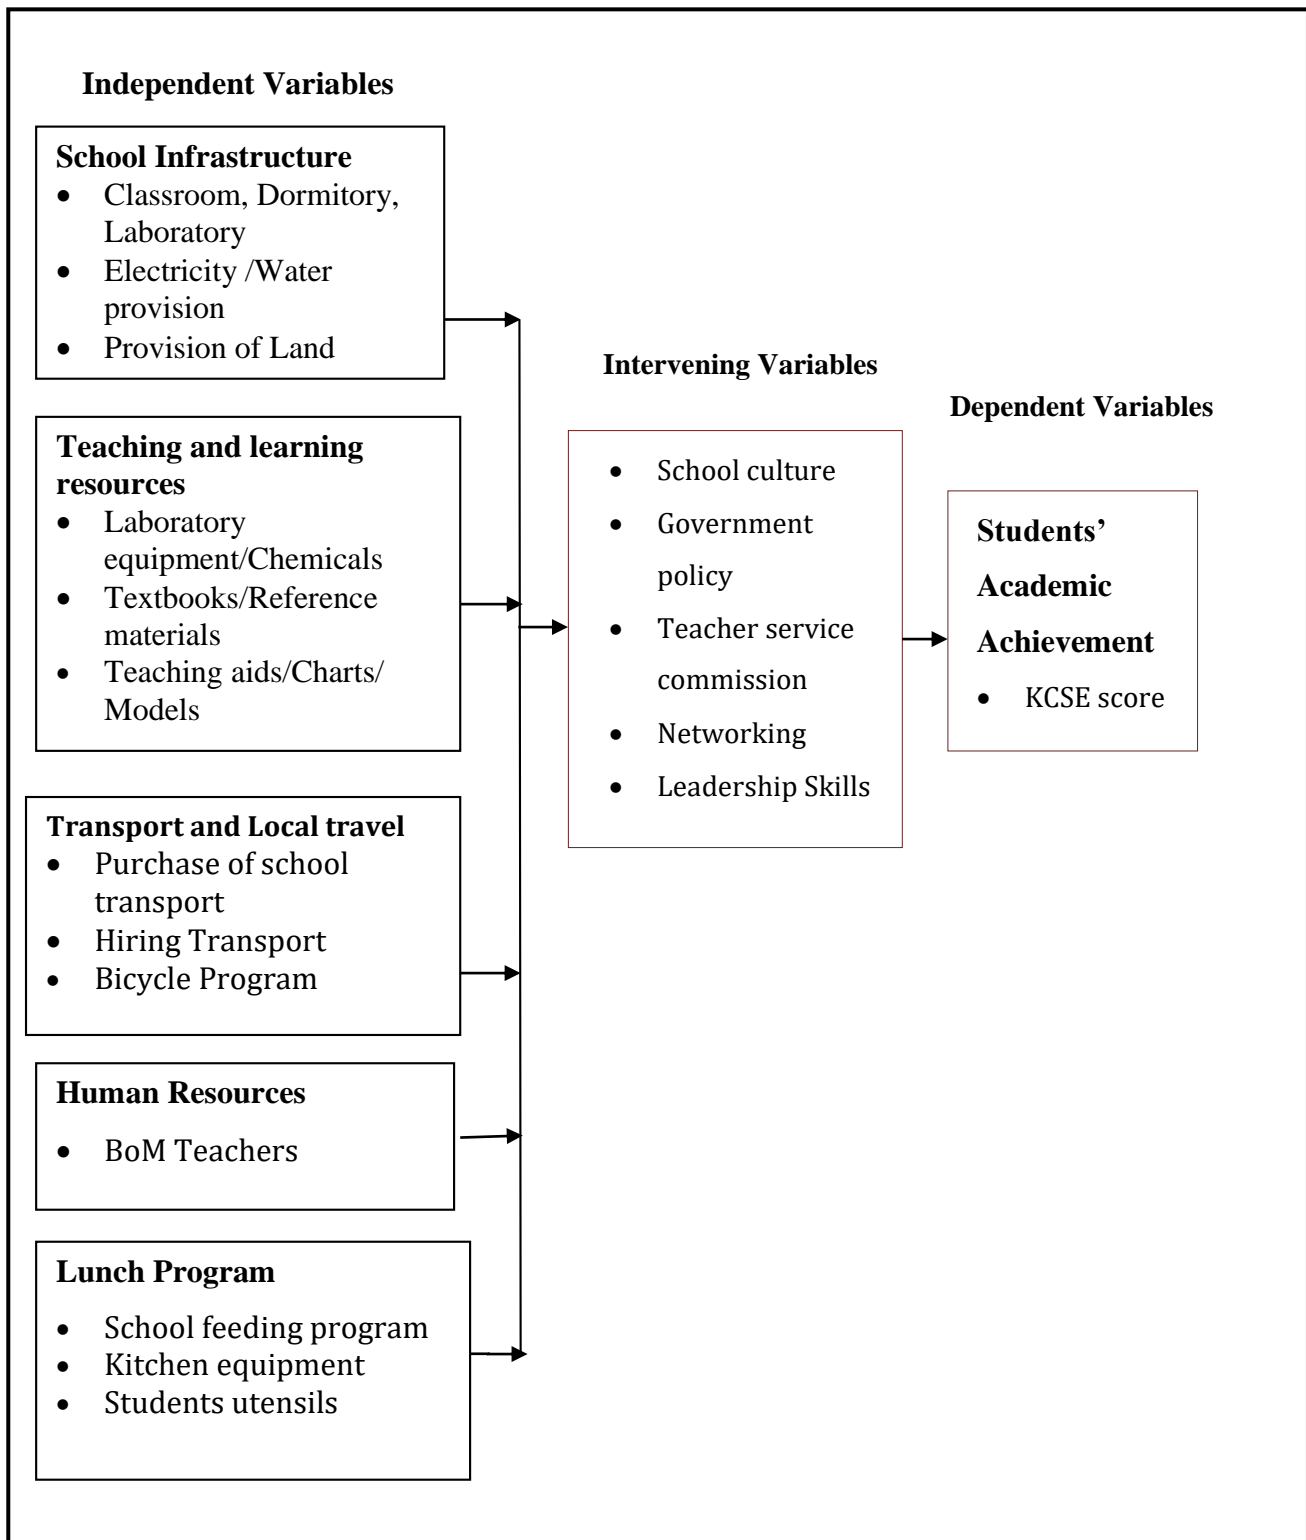 Independent Variables
School Infrastructure
• Classroom, Dormitory,
Laboratory
• Electricity /Water
provision
• Provision of Land
Teaching and learning
resources
• Laboratory
equipment/Chemicals
• Textbooks/Reference
materials
• Teaching aids/Charts/
Models
Transport and Local travel
• Purchase of school
transport
• Hiring Transport
• Bicycle Program
Human Resources
• BoM Teachers
Lunch Program
• School feeding program
• Kitchen equipment
• Students utensils
Intervening Variables
• School culture
• Government
policy
• Teacher service
commission
• Networking
• Leadership Skills
Dependent Variables
Students’
Academic
Achievement
• KCSE score